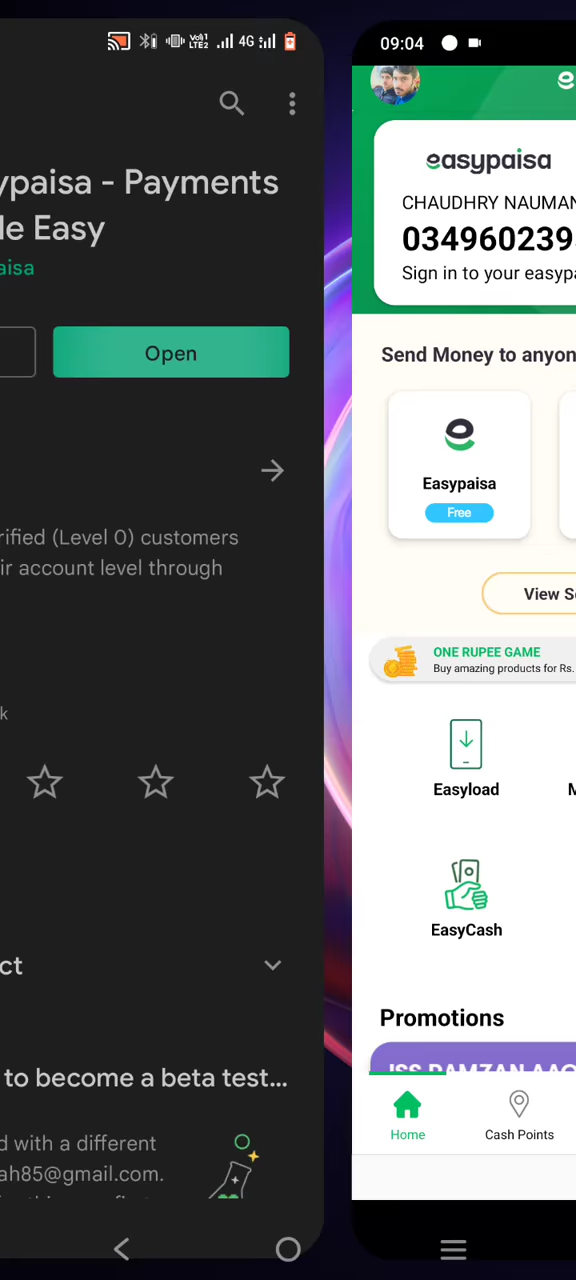 Vo)) 4G
LTE2
ypaisa - Payments
le Easy
aisa
Open
rified (Level 0) customers
ir account level through
k
ct
to become a beta test...
d with a different
ah85@gmail.com.
09:04
e
easypaisa
CHAUDHRY NAUMAN
034960239
Sign in to your easypa
Send Money to anyon
Easypaisa
Free
View S
ONE RUPEE GAME
Buy amazing products for Rs.
Easyload
M
EasyCash
Promotions
JSS RAMZAN AAO
Home
Cash Points